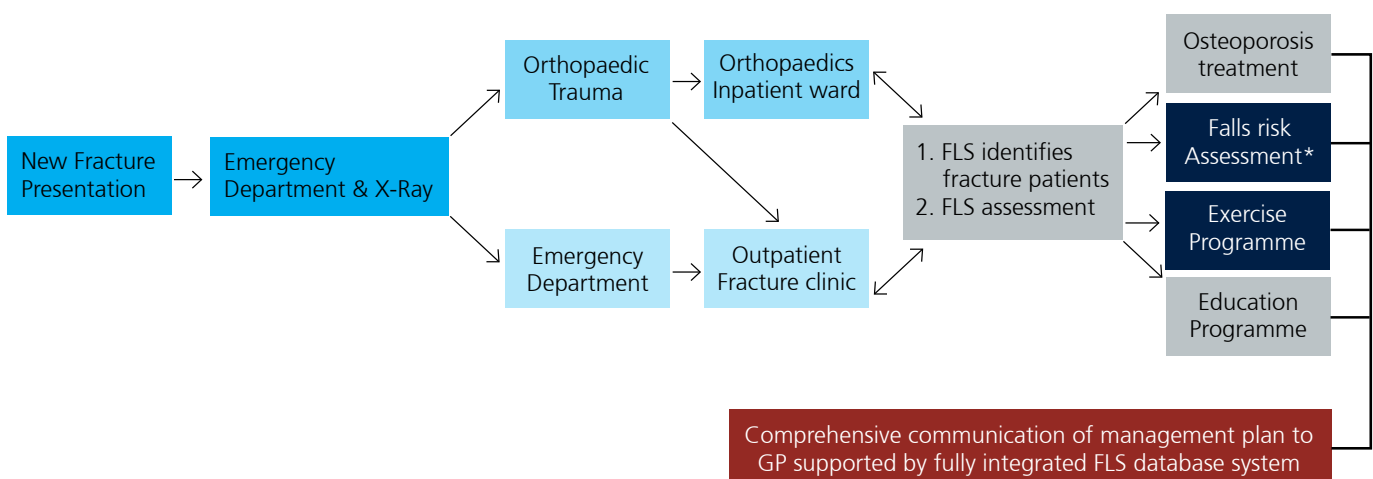 New Fracture
Presentation
Emergency
Department & X-Ray
Orthopaedic
Trauma
Orthopaedics
Inpatient ward
Emergency
Department
Outpatient
Fracture clinic
1. FLS identifies
fracture patients
2. FLS assessment
Osteoporosis
treatment
Falls risk
Assessment*
Exercise
Programme
Education
Programme
Comprehensive communication of management plan to
GP supported by fully integrated FLS database system